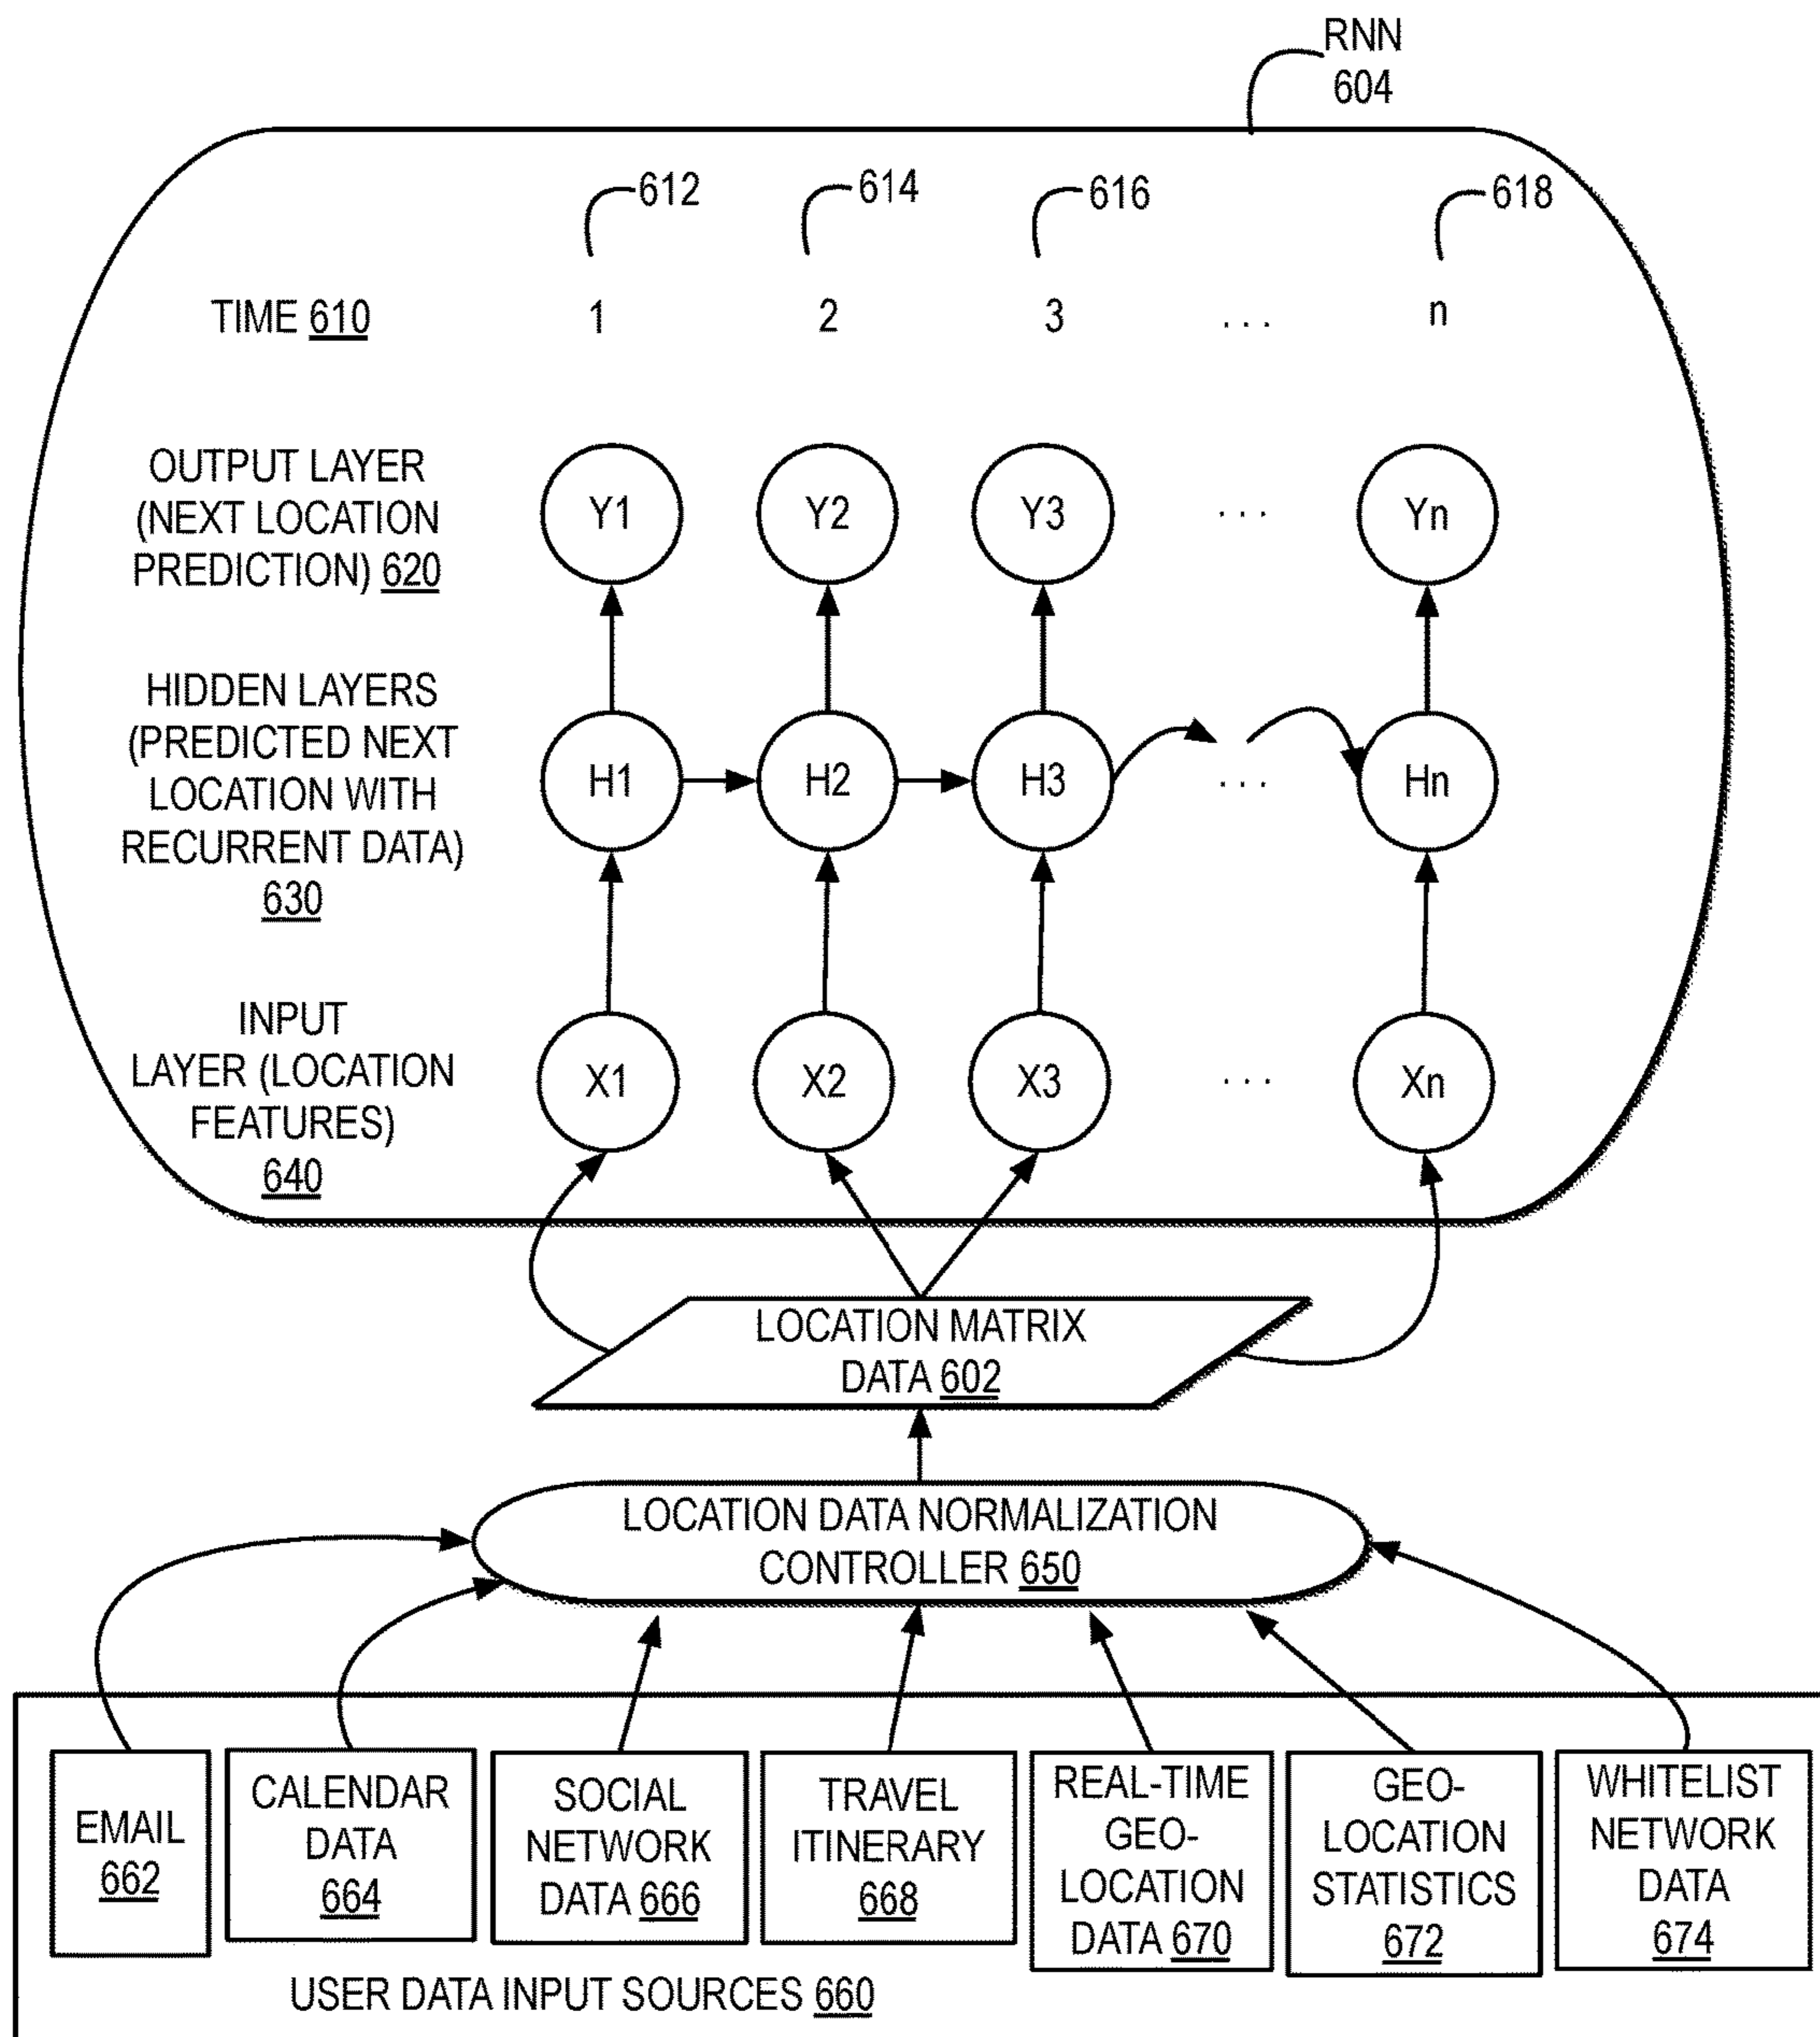 RNN
604
612
614
616
618
TIME 610
1
2
3
. . .
n
OUTPUT LAYER
(NEXT LOCATION
PREDICTION) 620
Y1
Y2
Y3
. . .
Yn
HIDDEN LAYERS
(PREDICTED NEXT
LOCATION WITH
RECURRENT DATA)
630
H1
H2
H3
. .
. . .
Hn
INPUT
LAYER (LOCATION
FEATURES)
640
X1
X2
X3
. . .
Xn
LOCATION MATRIX
DATA 602
LOCATION DATA NORMALIZATION
CONTROLLER 650
EMAIL
662
CALENDAR
DATA
664
SOCIAL
NETWORK
DATA 666
TRAVEL
ITINERARY
668
REAL-TIME
GEO-
LOCATION
DATA 670
GEO-
LOCATION
STATISTICS
672
WHITELIST
NETWORK
DATA
674
USER DATA INPUT SOURCES 660